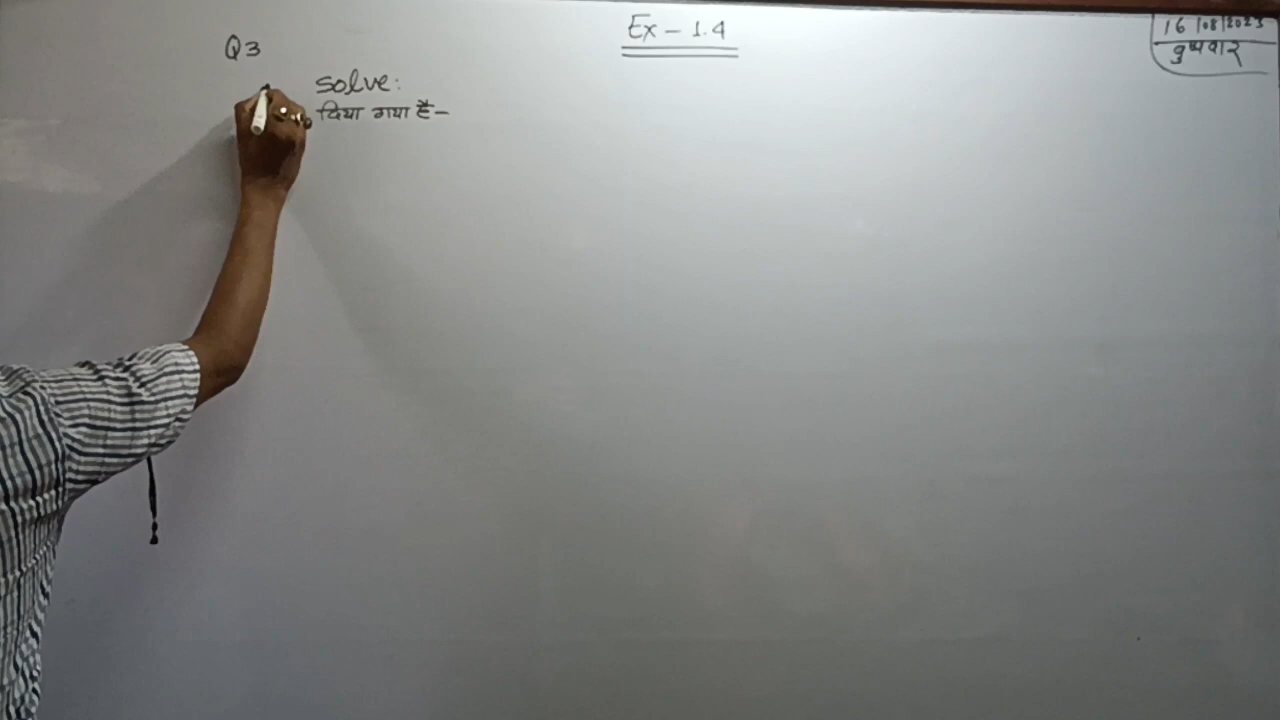 Ex - 1.4
16/08/2023
बुधवार
Q3
Solve:
दिया गया है-